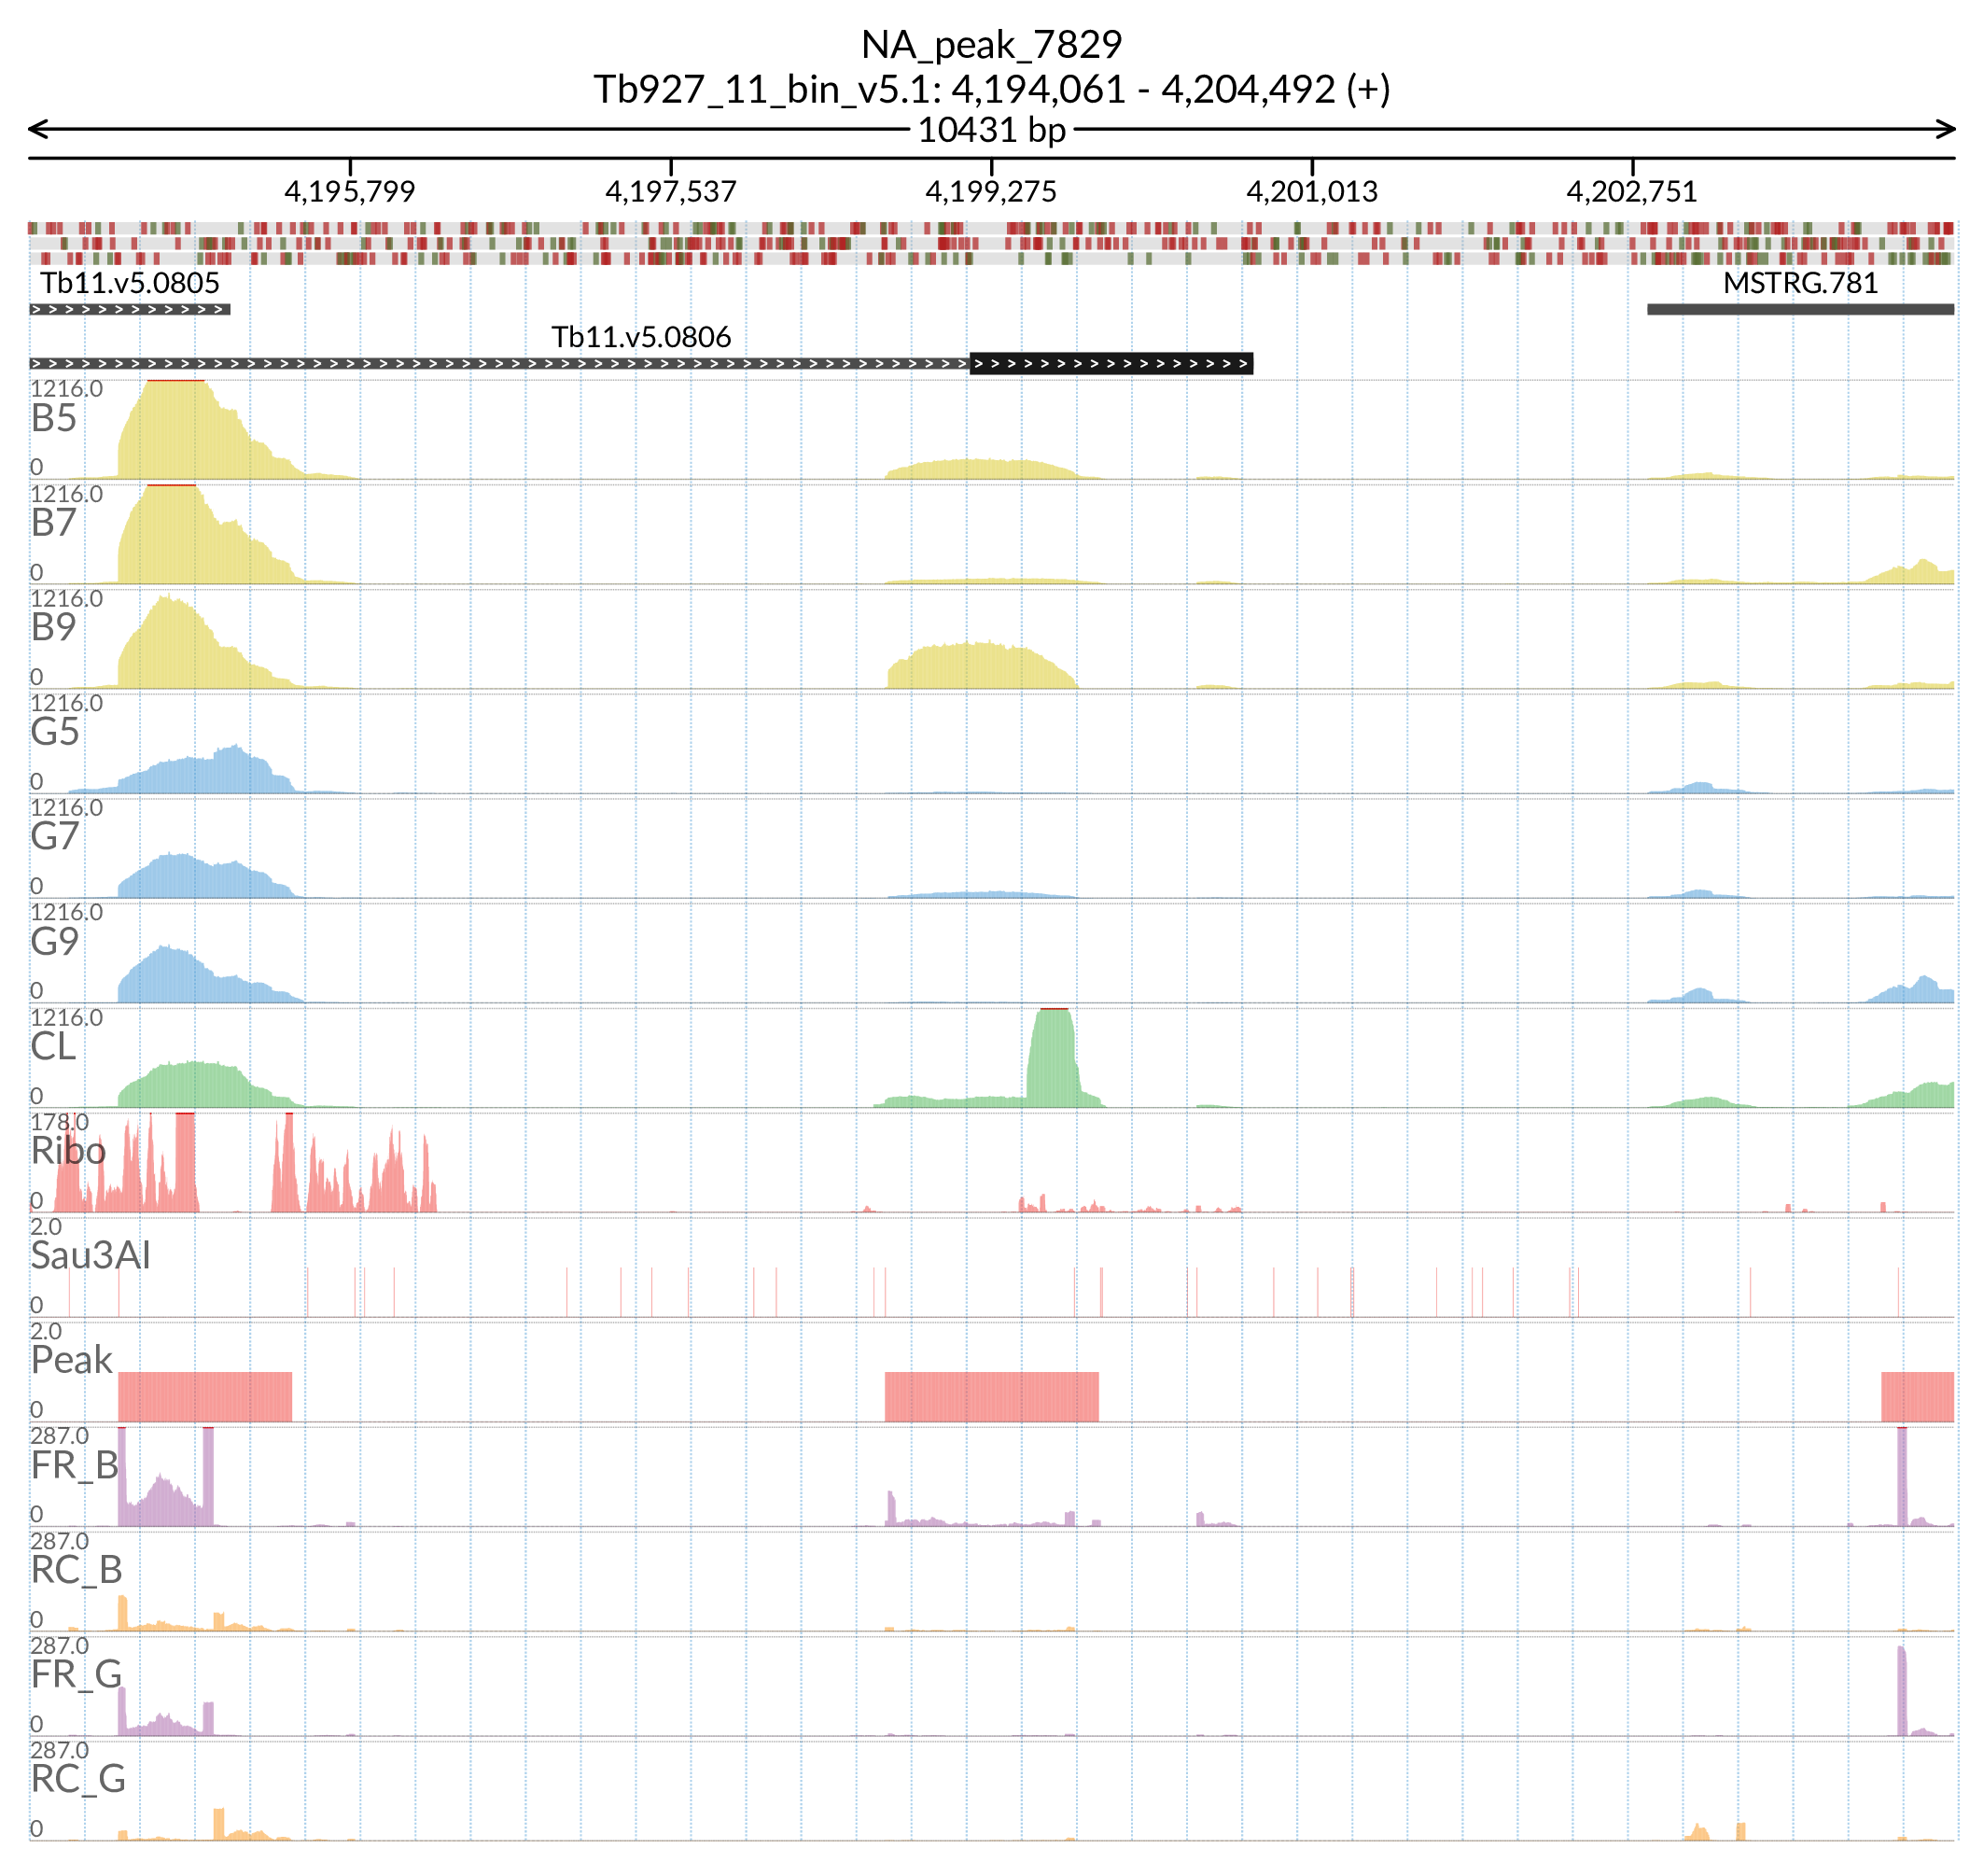 NA_peak_7829
Tb927_11_bin_v5.1: 4,194,061 - 4,204,492 (+)
10431 bp
4,195,799 4,197,537 4,199,275 4,201,013 4,202,751
Tb11.v5.0805 MSTRG.781
Tb11.v5.0806
1216.0
B5
0
1216.0
B7
0
1216.0
B9
0
1216.0
G5
0
1216.0
G7
0
1216.0
G9
0
1216.0
CL
0
178.0
Ribo
0
2.0
Sau3AI
0
2.0
Peak
0
287.0
FR_B
0
287.0
RC_B
0
287.0
FR_G
0
287.0
RC_G
0